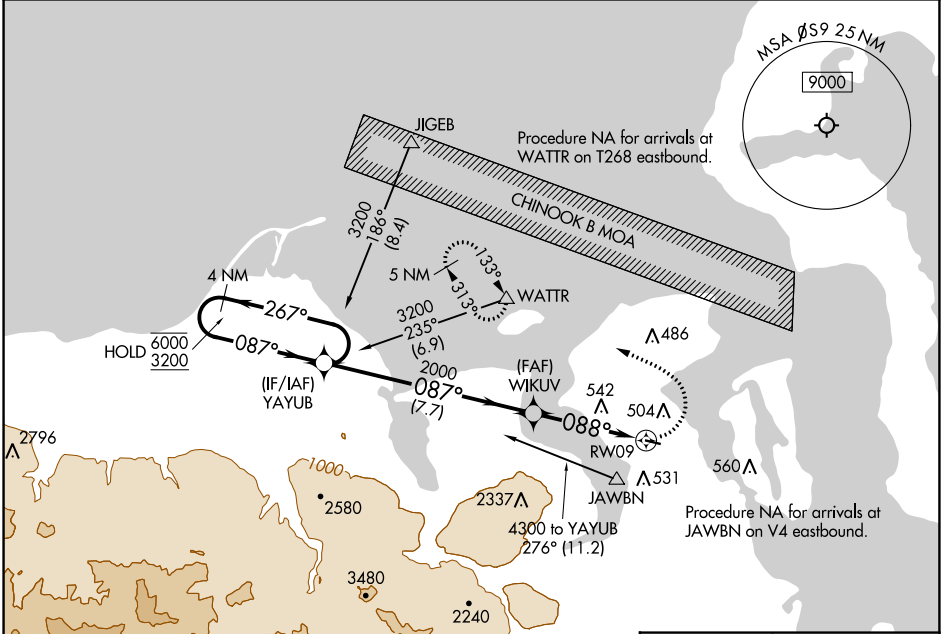 MSA ØS9 25 NM
9000
JIGEB
Procedure NA for arrivals at
WATTR on T268 eastbound.
CHINOOK B MOA
3200
186°
(8.4)
4 NM
5 NM
133°
313°
WATTR
267°
3200
235°
(6.9)
HOLD 6000
3200
087°
486
(IF/IAF)
YAYUB
2000
087°
(7.7)
(FAF)
WIKUV
542
504
088°
RW09
2796
1000
2580
2337
JAWBN
531
560
4300 to YAYUB
276° (11.2)
Procedure NA for arrivals at
JAWBN on V4 eastbound.
3480
2240